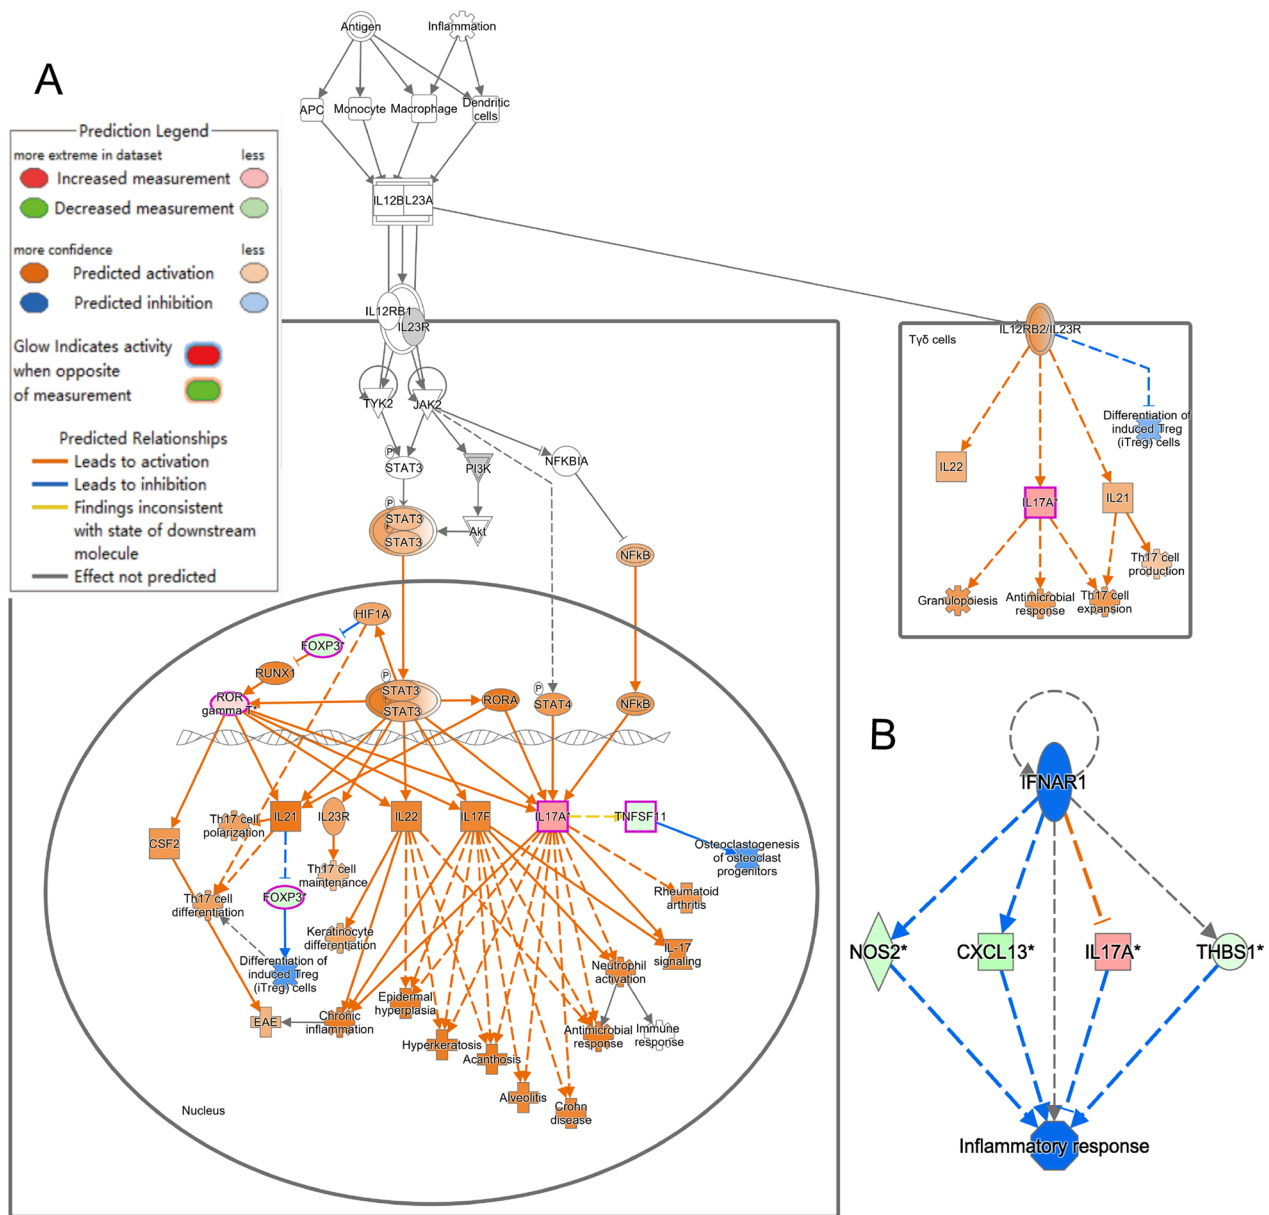 A
Antigen
Inflammation
APC
Monocyte
Macrophage
Dendritic
cells
Prediction Legend
more extreme in dataset
less
Increased measurement
Decreased measurement
more confidence
less
Predicted activation
Predicted inhibition
Glow Indicates activity
when opposite
of measurement
Predicted Relationships
Leads to activation
Leads to inhibition
Findings inconsistent
with state of downstream
molecule
Effect not predicted
IL12B
L23A
IL12RB1
IL23R
TYK2
JAK2
P
STAT3
PI3K
NFKBIA
P
STAT3
STAT3
Akt
NFkB
HIF1A
FOXP3*
RUNX1
ROR
gamma T*
P
STAT3
STAT3
RORA
P
STAT4
NFkB
Th17 cell
polarization
IL21
IL23R
IL22
IL17F
IL17A*
TNFSF11
CSF2
Osteoclastogenesis
of osteoclast
progenitors
Th17 cell
maintenance
Th17 cell
differentiation
FOXP3*
Rheumatoid
arthritis
Keratinocyte
differentiation
IL-17
signaling
Differentiation of
induced Treg
(iTreg) cells
Neutrophil
activation
Epidermal
hyperplasia
EAE
Chronic
inflammation
Antimicrobial
response
Immune
response
Hyperkeratosis
Acanthosis
Alveolitis
Crohn
disease
Nucleus
IL12RB2/IL23R
Tγδ cells
Differentiation of
induced Treg
(iTreg) cells
IL22
IL17A*
IL21
Th17 cell
production
Granulopoiesis
Antimicrobial
response
Th17 cell
expansion
B
IFNAR1
NOS2*
CXCL13*
IL17A*
THBS1*
Inflammatory response